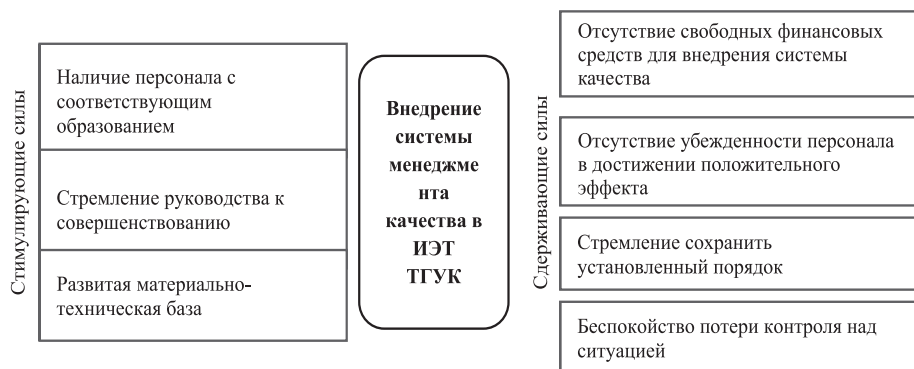 Стимулирующие силы
Наличие персонала с
соответствующим
образованием
Стремление руководства к
совершенствованию
Развитая материально-
техническая база
Внедрение
системы
менеджме
нта
качества в
ИЭТ
ТГУК
Сдерживающие силы
Отсутствие свободных финансовых
средств для внедрения системы
качества
Отсутствие убежденности персонала
в достижении положительного
эффекта
Стремление сохранить
установленный порядок
Беспокойство потери контроля над
ситуацией